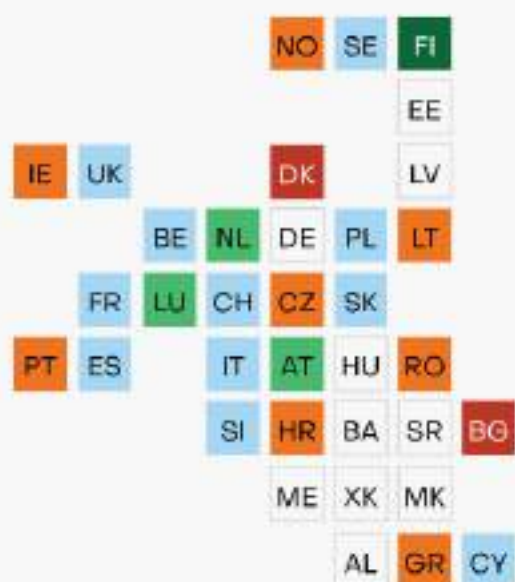 NO SE FI
EE
IE UK DK LV
BE NL DE PL LT
FR LU CH CZ SK
PT ES IT AT HU RO
SI HR BA SR BG
ME XK MK
AL GR CY